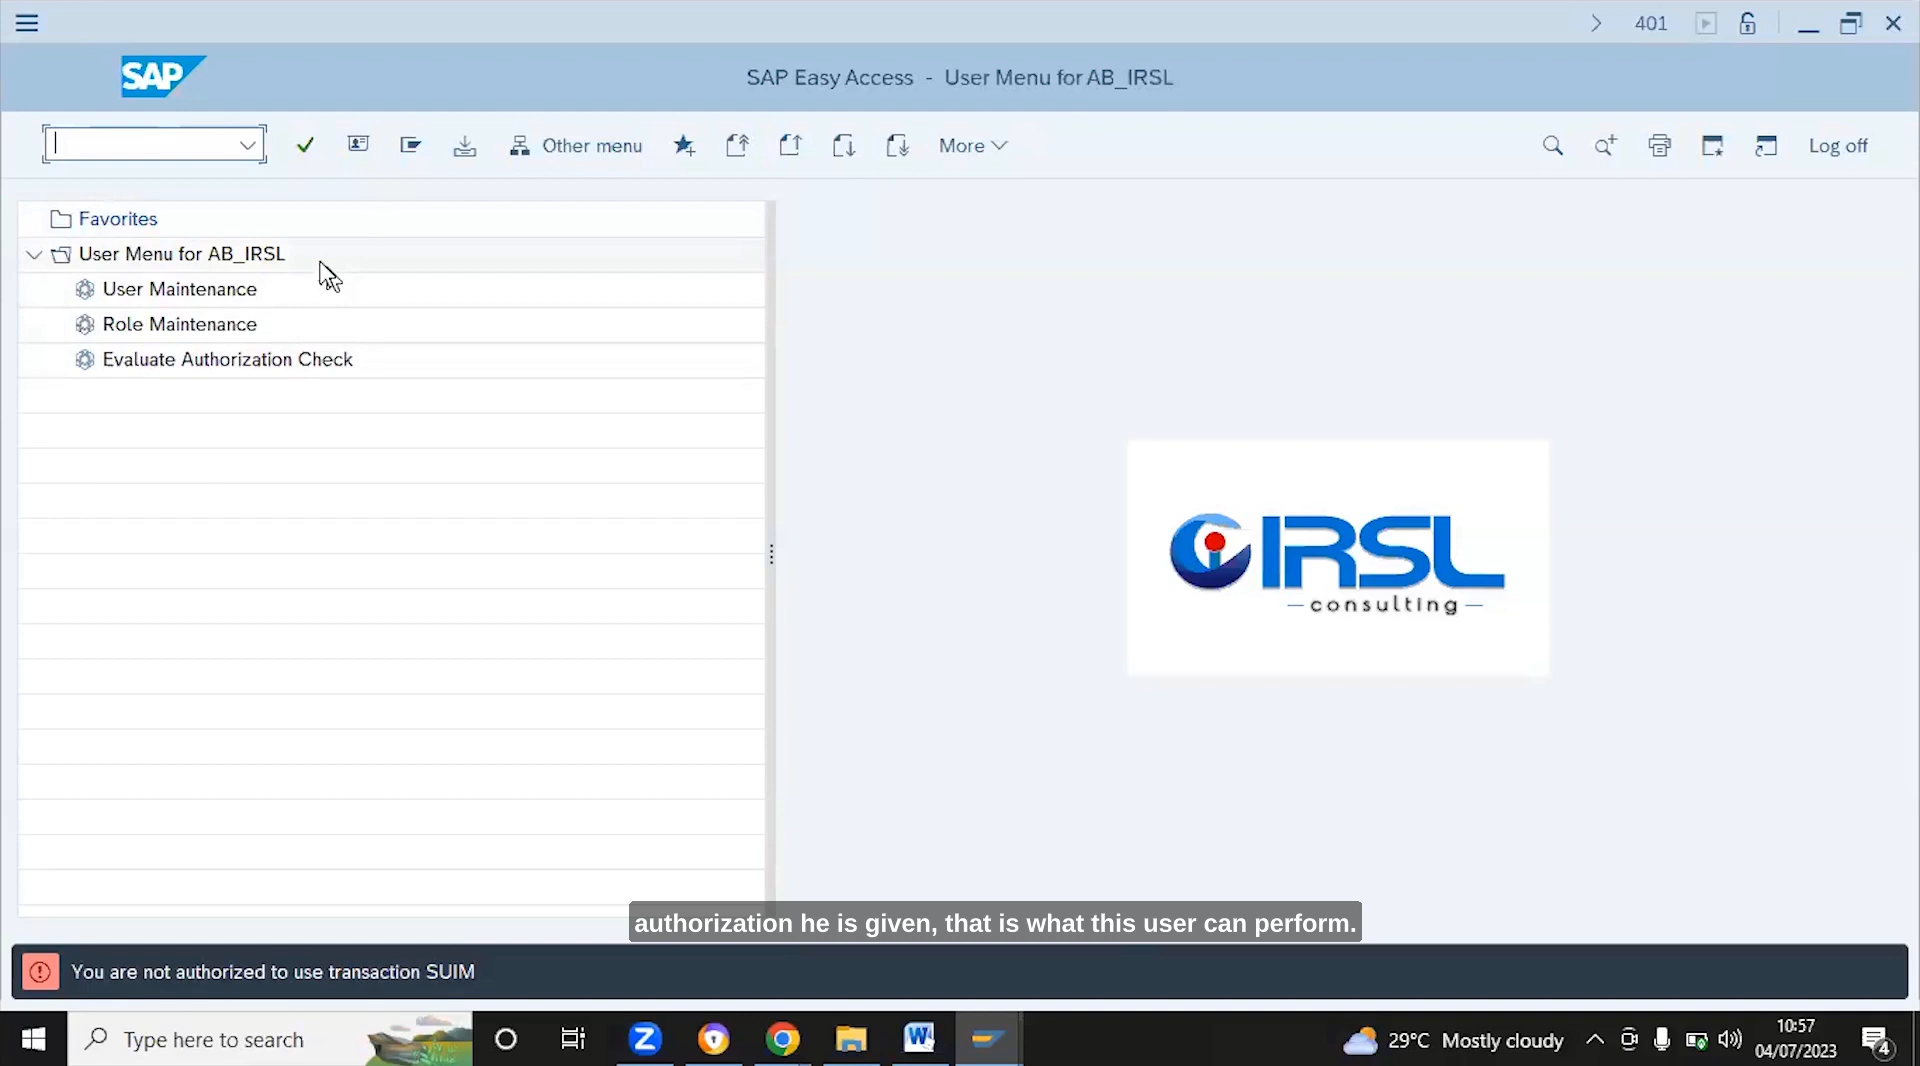 401
SAP
SAP Easy Access - User Menu for AB_IRSL
Other menu
More
Log off
Favorites
User Menu for AB_IRSL
User Maintenance
Role Maintenance
Evaluate Authorization Check
IRSL
consulting
authorization he is given, that is what this user can perform.
You are not authorized to use transaction SUIM
Type here to search
29°C Mostly cloudy
10:57
04/07/2023
4